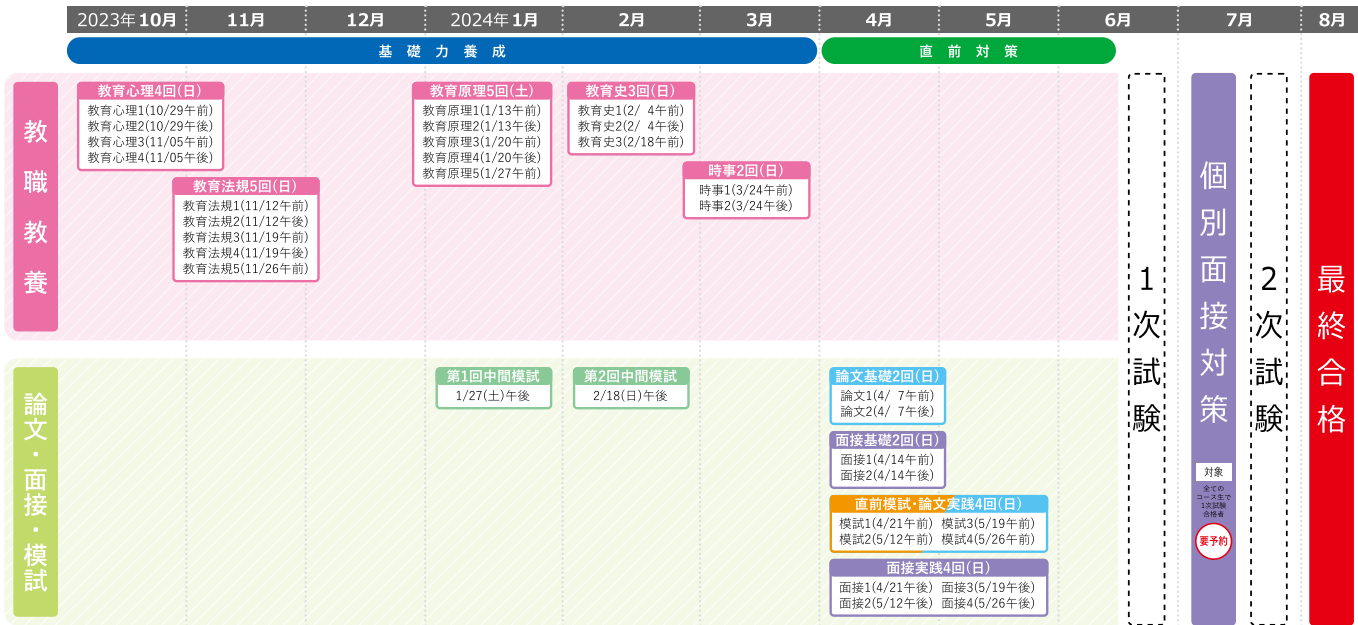 2023年10月 11月 12月 2024年1月 2月 3月 4月 5月 6月 7月 8月
基礎力養成 直前対策
教職教養
教育心理4回(日)
教育心理1(10/29午前)
教育心理2(10/29午後)
教育心理3(11/05午前)
教育心理4(11/05午後)
教育法規5回(日)
教育法規1(11/12午前)
教育法規2(11/12午後)
教育法規3(11/19午前)
教育法規4(11/19午後)
教育法規5(11/26午前)
教育原理5回(土)
教育原理1(1/13午前)
教育原理2(1/13午後)
教育原理3(1/20午前)
教育原理4(1/20午後)
教育原理5(1/27午前)
教育史3回(日)
教育史1(2/ 4午前)
教育史2(2/ 4午後)
教育史3(2/18午前)
時事2回(日)
時事1(3/24午前)
時事2(3/24午後)
論文・面接・模試
第1回中間模試
1/27(土)午後
第2回中間模試
2/18(日)午後
論文基礎2回(日)
論文1(4/ 7午前)
論文2(4/ 7午後)
面接基礎2回(日)
面接1(4/14午前)
面接2(4/14午後)
直前模試・論文実践4回(日)
模試1(4/21午前) 模試3(5/19午前)
模試2(5/12午前) 模試4(5/26午前)
面接実践4回(日)
面接1(4/21午後) 面接3(5/19午後)
面接2(5/12午後) 面接4(5/26午後)
1次試験
個別面接対策
対象
全ての
コース生で
1次試験
合格者
要予約
2次試験
最終合格